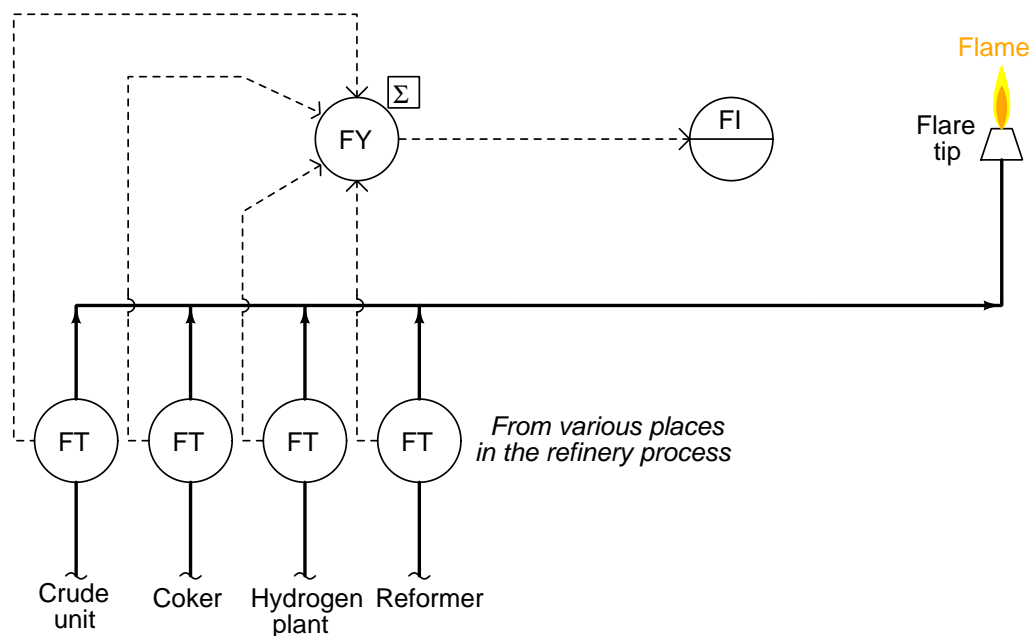 Flame
Σ
FY
FI
Flare
tip
FT
FT
FT
FT
From various places
in the refinery process
Crude
unit
Coker
Hydrogen
plant
Reformer